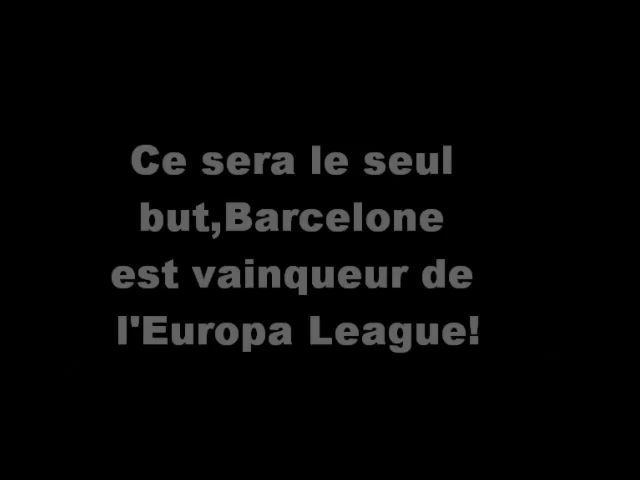 Ce sera le seul
but,Barcelone
est vainqueur de
l'Europa League!